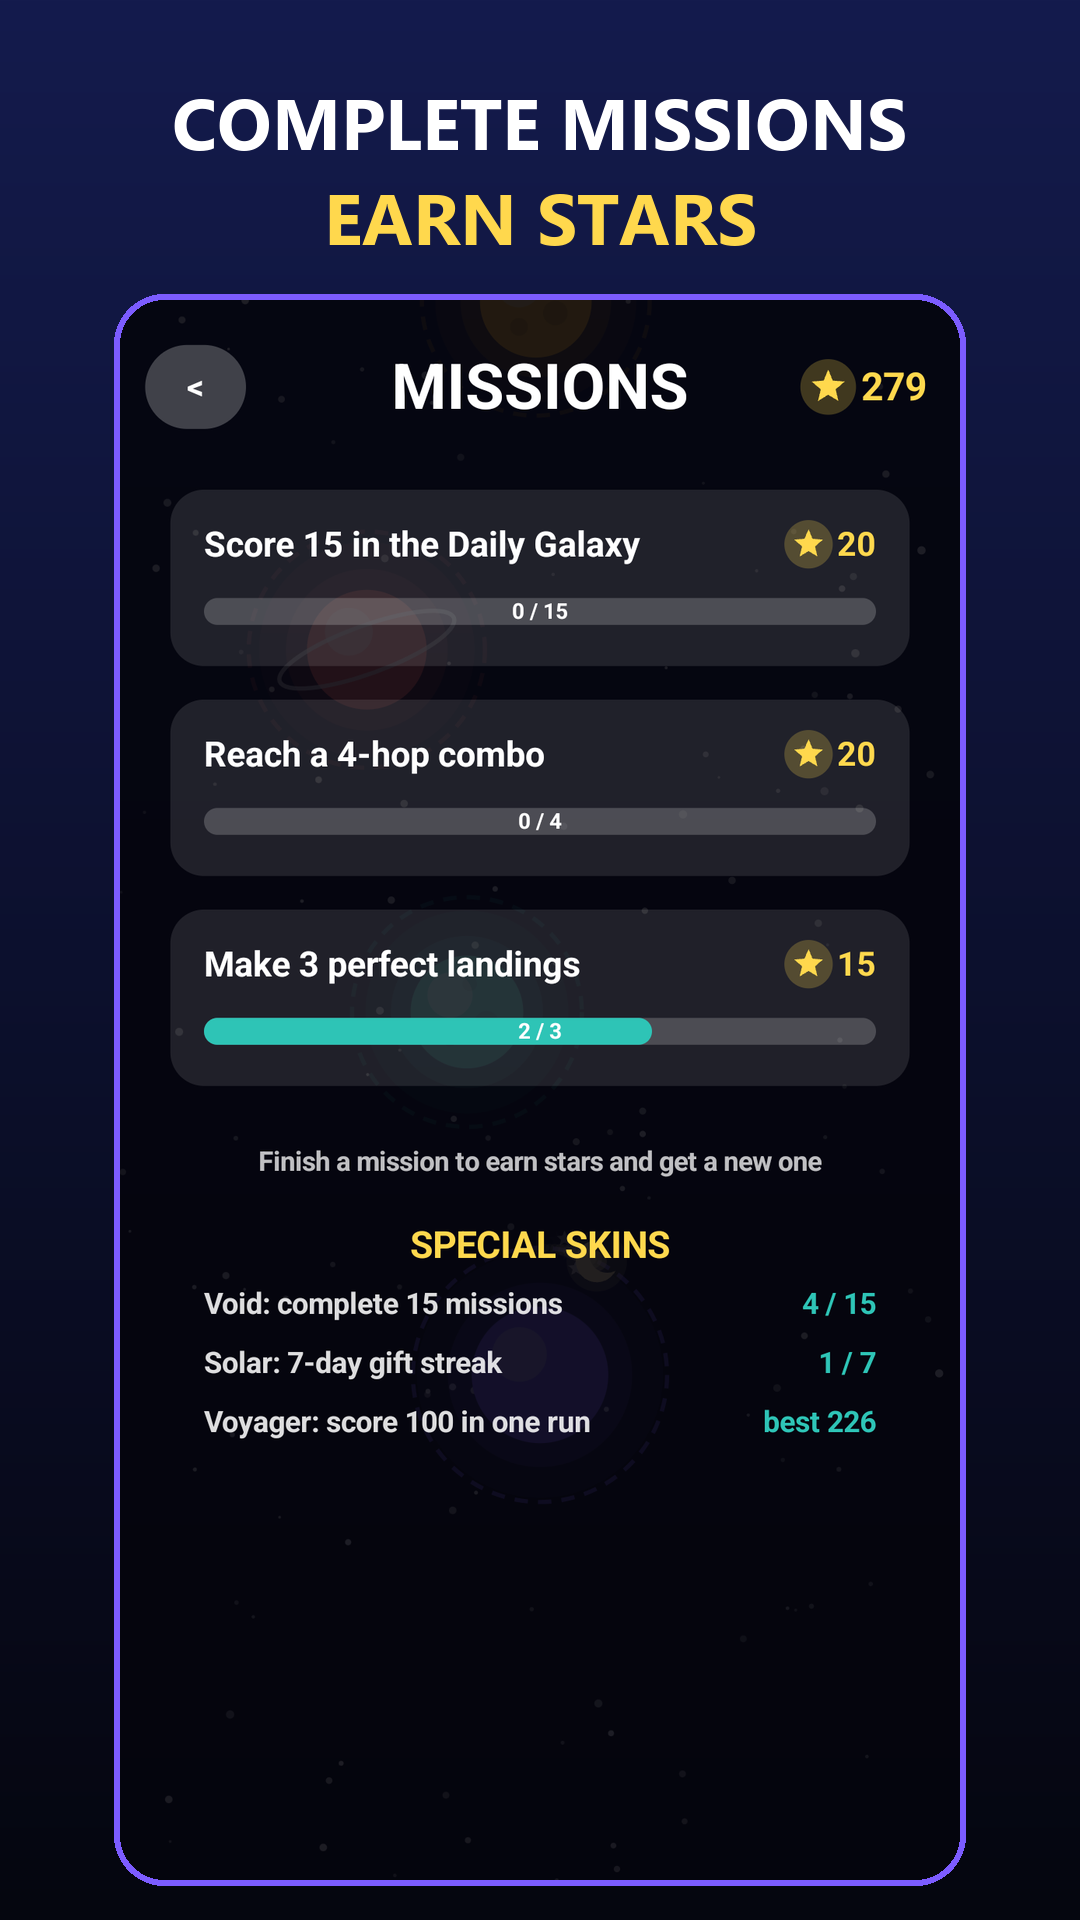 COMPLETE MISSIONS
EARN STARS
< MISSIONS 279
Score 15 in the Daily Galaxy 20
0 / 15
Reach a 4-hop combo 20
0 / 4
Make 3 perfect landings 15
2 / 3
Finish a mission to earn stars and get a new one
SPECIAL SKINS
Void: complete 15 missions 4 / 15
Solar: 7-day gift streak 1 / 7
Voyager: score 100 in one run best 226